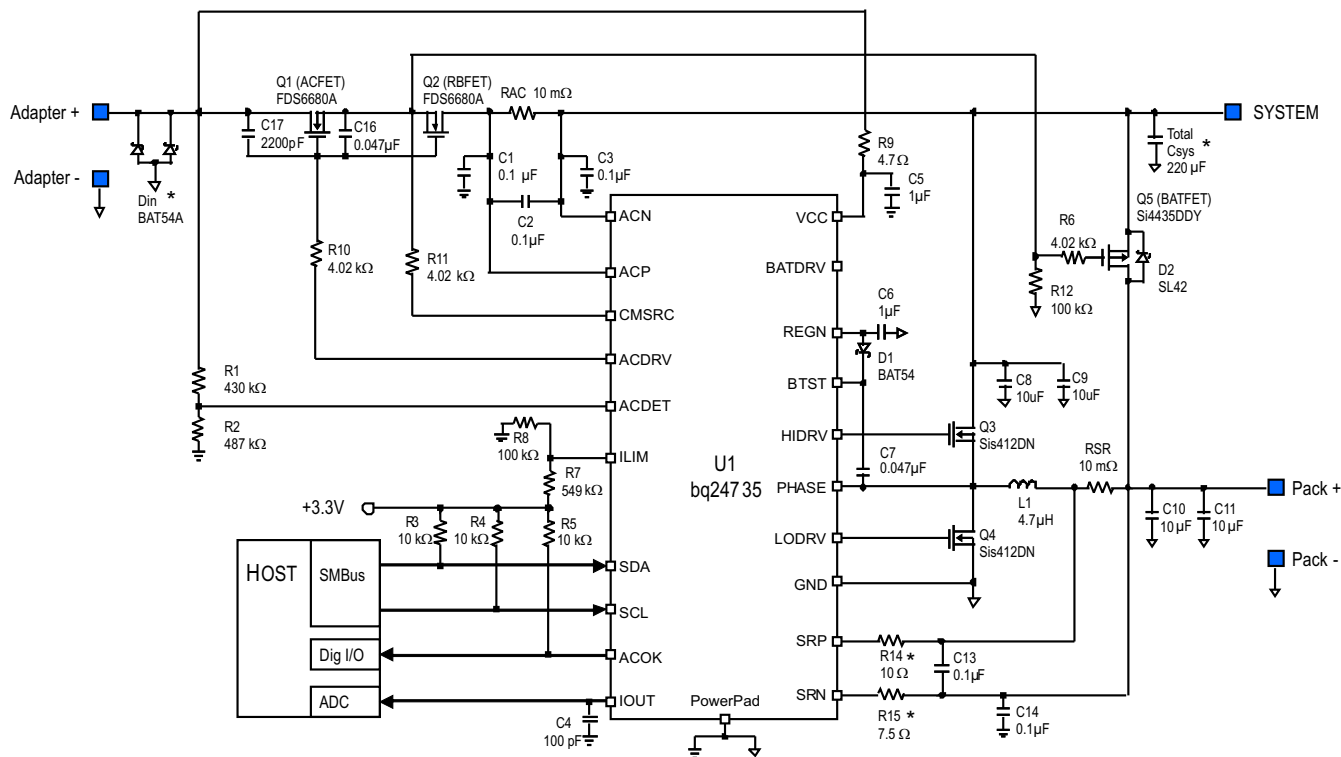 Q1 (ACFET)
FDS6680A
Q2 (RBFET)
FDS6680A
RAC 10 mΩ
Adapter +
SYSTEM
C17
2200pF
C16
0.047µF
R9
4.7Ω
Total
Csys *
220 µF
Adapter -
Din *
BAT54A
C1
0.1 µF
C3
0.1µF
C2
0.1µF
C5
1µF
Q5 (BATFET)
Si4435DDY
R6
4.02 kΩ
D2
SL42
R12
100 kΩ
R10
4.02 kΩ
R11
4.02 kΩ
ACN
ACP
CMSRC
ACDRV
ACDET
ILIM
SDA
SCL
ACOK
IOUT
U1
bq24735
PowerPad
VCC
BATDRV
REGN
BTST
HIDRV
PHASE
LODRV
GND
SRP
SRN
C6
1µF
D1
BAT54
C7
0.047µF
C8
10uF
C9
10uF
Q3
Sis412DN
Q4
Sis412DN
L1
4.7µH
RSR
10 mΩ
C10
10 µF
C11
10 µF
Pack +
Pack -
R1
430 kΩ
R2
487 kΩ
R8
100 kΩ
R7
549 kΩ
+3.3V
R3
10 kΩ
R4
10 kΩ
R5
10 kΩ
HOST
SMBus
Dig I/O
ADC
C4
100 pF
R14 *
10 Ω
C13
0.1µF
R15 *
7.5 Ω
C14
0.1µF